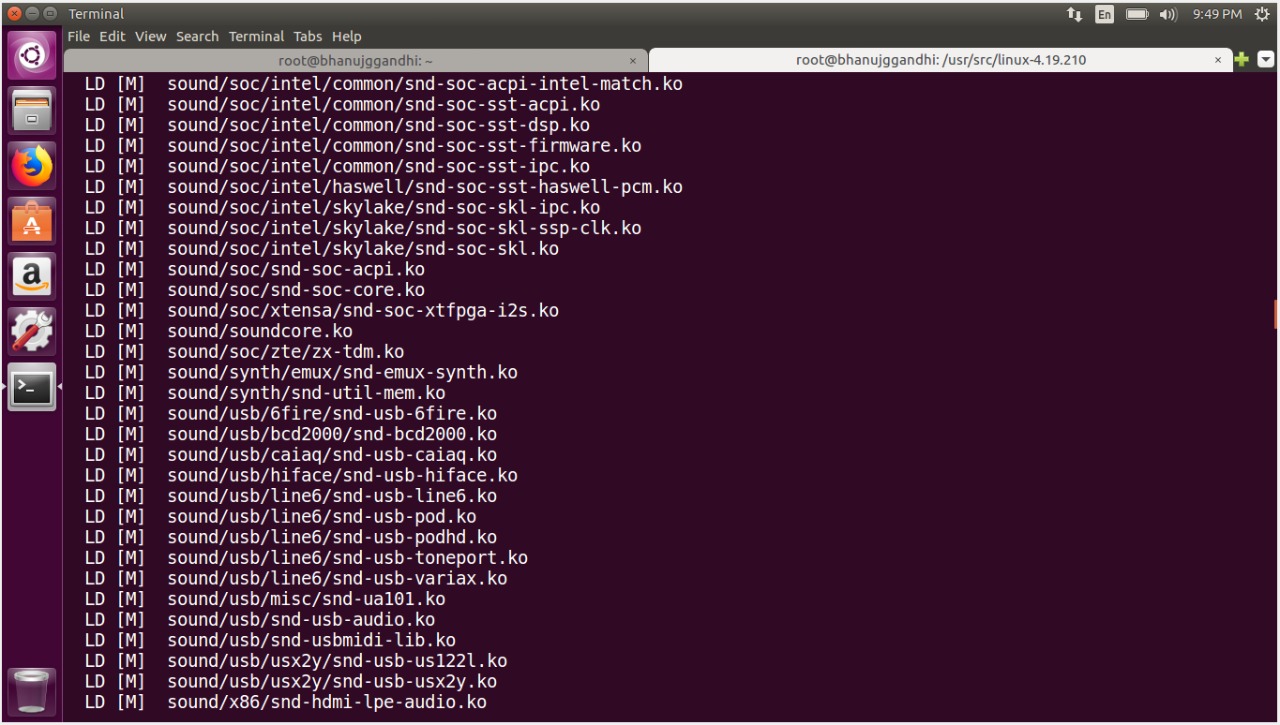 Terminal
En
9:49 PM
File Edit View Search Terminal Tabs Help
root@bhanujggandhi: ~ ×
root@bhanujggandhi: /usr/src/linux-4.19.210 ×
LD [M] sound/soc/intel/common/snd-soc-acpi-intel-match.ko
LD [M] sound/soc/intel/common/snd-soc-sst-acpi.ko
LD [M] sound/soc/intel/common/snd-soc-sst-dsp.ko
LD [M] sound/soc/intel/common/snd-soc-sst-firmware.ko
LD [M] sound/soc/intel/common/snd-soc-sst-ipc.ko
LD [M] sound/soc/intel/haswell/snd-soc-sst-haswell-pcm.ko
LD [M] sound/soc/intel/skylake/snd-soc-skl-ipc.ko
LD [M] sound/soc/intel/skylake/snd-soc-skl-ssp-clk.ko
LD [M] sound/soc/intel/skylake/snd-soc-skl.ko
LD [M] sound/soc/snd-soc-acpi.ko
LD [M] sound/soc/snd-soc-core.ko
LD [M] sound/soc/xtensa/snd-soc-xtfpga-i2s.ko
LD [M] sound/soundcore.ko
LD [M] sound/soc/zte/zx-tdm.ko
LD [M] sound/synth/emux/snd-emux-synth.ko
LD [M] sound/synth/snd-util-mem.ko
LD [M] sound/usb/6fire/snd-usb-6fire.ko
LD [M] sound/usb/bcd2000/snd-bcd2000.ko
LD [M] sound/usb/caiaq/snd-usb-caiaq.ko
LD [M] sound/usb/hiface/snd-usb-hiface.ko
LD [M] sound/usb/line6/snd-usb-line6.ko
LD [M] sound/usb/line6/snd-usb-pod.ko
LD [M] sound/usb/line6/snd-usb-podhd.ko
LD [M] sound/usb/line6/snd-usb-toneport.ko
LD [M] sound/usb/line6/snd-usb-variax.ko
LD [M] sound/usb/misc/snd-ua101.ko
LD [M] sound/usb/snd-usb-audio.ko
LD [M] sound/usb/snd-usbmidi-lib.ko
LD [M] sound/usb/usx2y/snd-usb-us122l.ko
LD [M] sound/usb/usx2y/snd-usb-usx2y.ko
LD [M] sound/x86/snd-hdmi-lpe-audio.ko